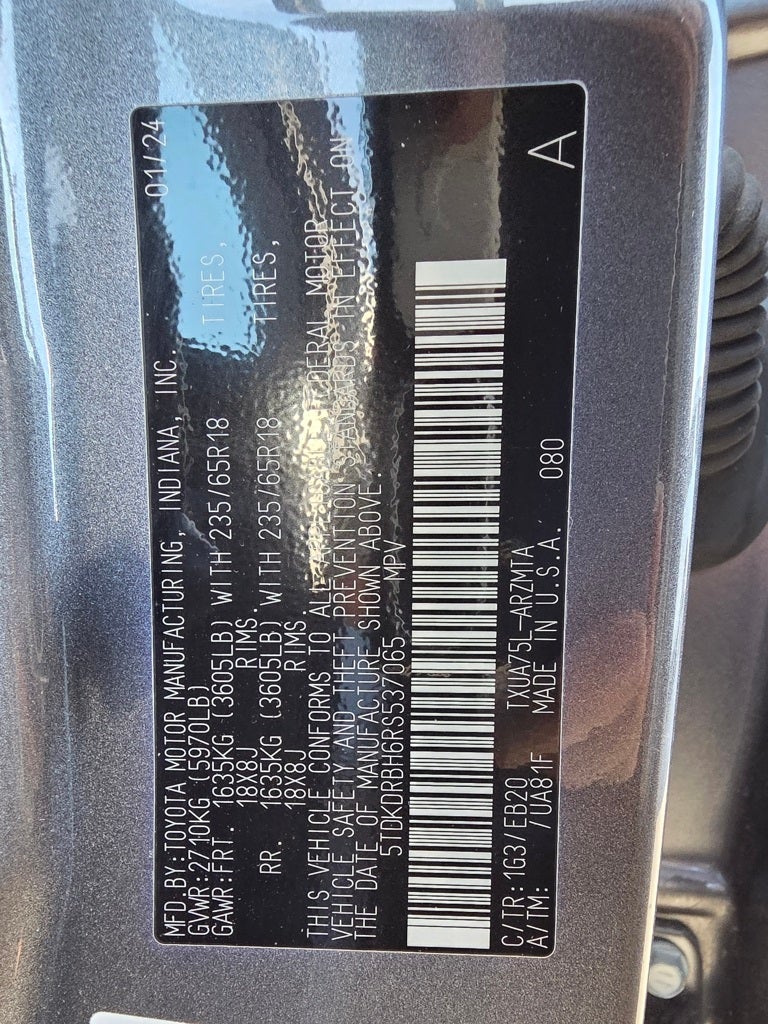 MFD.BY:TOYOTA MOTOR MANUFACTURING, INDIANA, INC. 01/24
GVWR:2710KG (5970LB)
GAWR:FRT. 1635KG (3605LB) WITH 235/65R18 TIRES,
18X8J RIMS.
RR. 1635KG (3605LB) WITH 235/65R18 TIRES,
18X8J RIMS.
THIS VEHICLE CONFORMS TO ALL FEDERAL MOTOR
VEHICLE SAFETY AND THEFT PREVENTION STANDARDS IN EFFECT ON
THE DATE OF MANUFACTURE SHOWN ABOVE.
5TDKDRBH6RS537065 MPV
C/TR:1G3/EB20 TXUA75L-ARZMTA
A/TM: /UA81F MADE IN U.S.A. 080
A